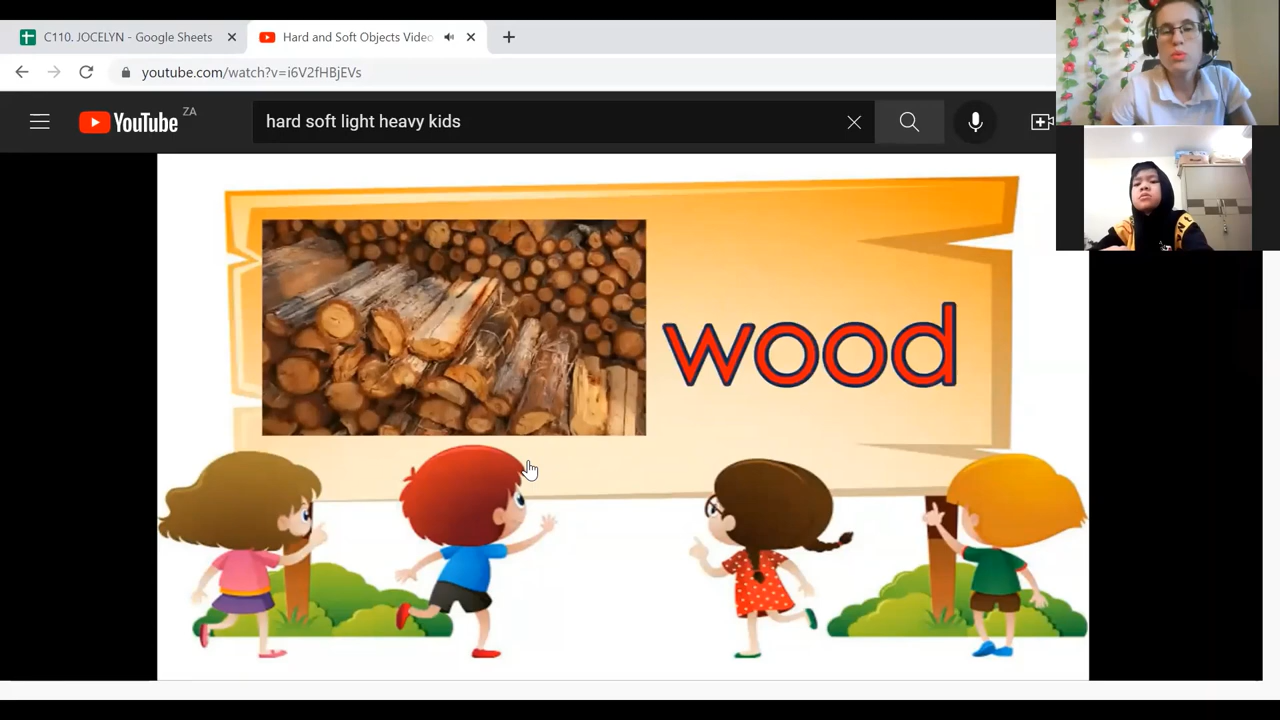 C110. JOCELYN - Google Sheets
Hard and Soft Objects Video
youtube.com/watch?v=i6V2fHBjEVs
YouTube ZA
hard soft light heavy kids
wood